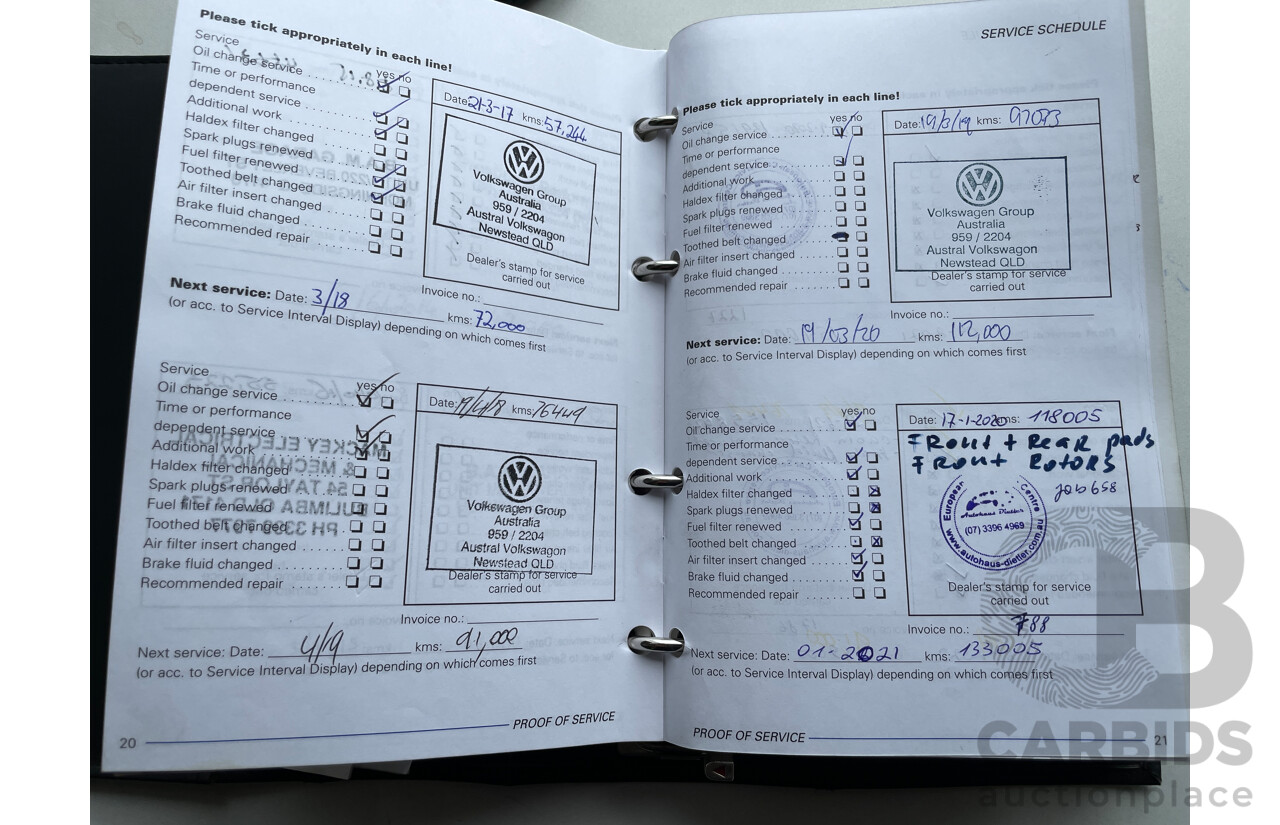 Please tick appropriately in each line!
Service yes no
Oil change service
Time or performance
dependent service
Additional work
Haldex filter changed
Spark plugs renewed
Fuel filter renewed
Toothed belt changed
Air filter insert changed
Brake fluid changed
Recommended repair
Date: 21-3-17 kms: 57,244
Volkswagen Group
Australia
959 / 2204
Austral Volkswagen
Newstead QLD
Dealer's stamp for service
carried out
Invoice no.:
Next service: Date: 3/18 kms: 72,000
(or acc. to Service Interval Display) depending on which comes first
Service yes no
Oil change service
Time or performance
dependent service
Additional work
Haldex filter changed
Spark plugs renewed
Fuel filter renewed
Toothed belt changed
Air filter insert changed
Brake fluid changed
Recommended repair
Date: 19/4/18 kms: 76449
Volkswagen Group
Australia
959 / 2204
Austral Volkswagen
Newstead QLD
Dealer's stamp for service
carried out
Invoice no.:
Next service: Date: 4/19 kms: 91,000
(or acc. to Service Interval Display) depending on which comes first
20 PROOF OF SERVICE
SERVICE SCHEDULE
Please tick appropriately in each line!
Service yes no
Oil change service
Time or performance
dependent service
Additional work
Haldex filter changed
Spark plugs renewed
Fuel filter renewed
Toothed belt changed
Air filter insert changed
Brake fluid changed
Recommended repair
Date: 19/3/19 kms: 97093
Volkswagen Group
Australia
959 / 2204
Austral Volkswagen
Newstead QLD
Dealer's stamp for service
carried out
Invoice no.:
Next service: Date: 19/03/20 kms: 112,000
(or acc. to Service Interval Display) depending on which comes first
Service yes no
Oil change service
Time or performance
dependent service
Additional work
Haldex filter changed
Spark plugs renewed
Fuel filter renewed
Toothed belt changed
Air filter insert changed
Brake fluid changed
Recommended repair
Date: 17-1-2020 kms: 118005
FRont + Rear pads
FRont Rotors
job 658
European Centre
Autohaus Dietler
(07) 3396 4969
www.autohaus-dietler.com.au
Dealer's stamp for service
carried out
Invoice no.: 788
Next service: Date: 01-2021 kms: 133005
(or acc. to Service Interval Display) depending on which comes first
PROOF OF SERVICE 21
CARBIDS
auctionplace